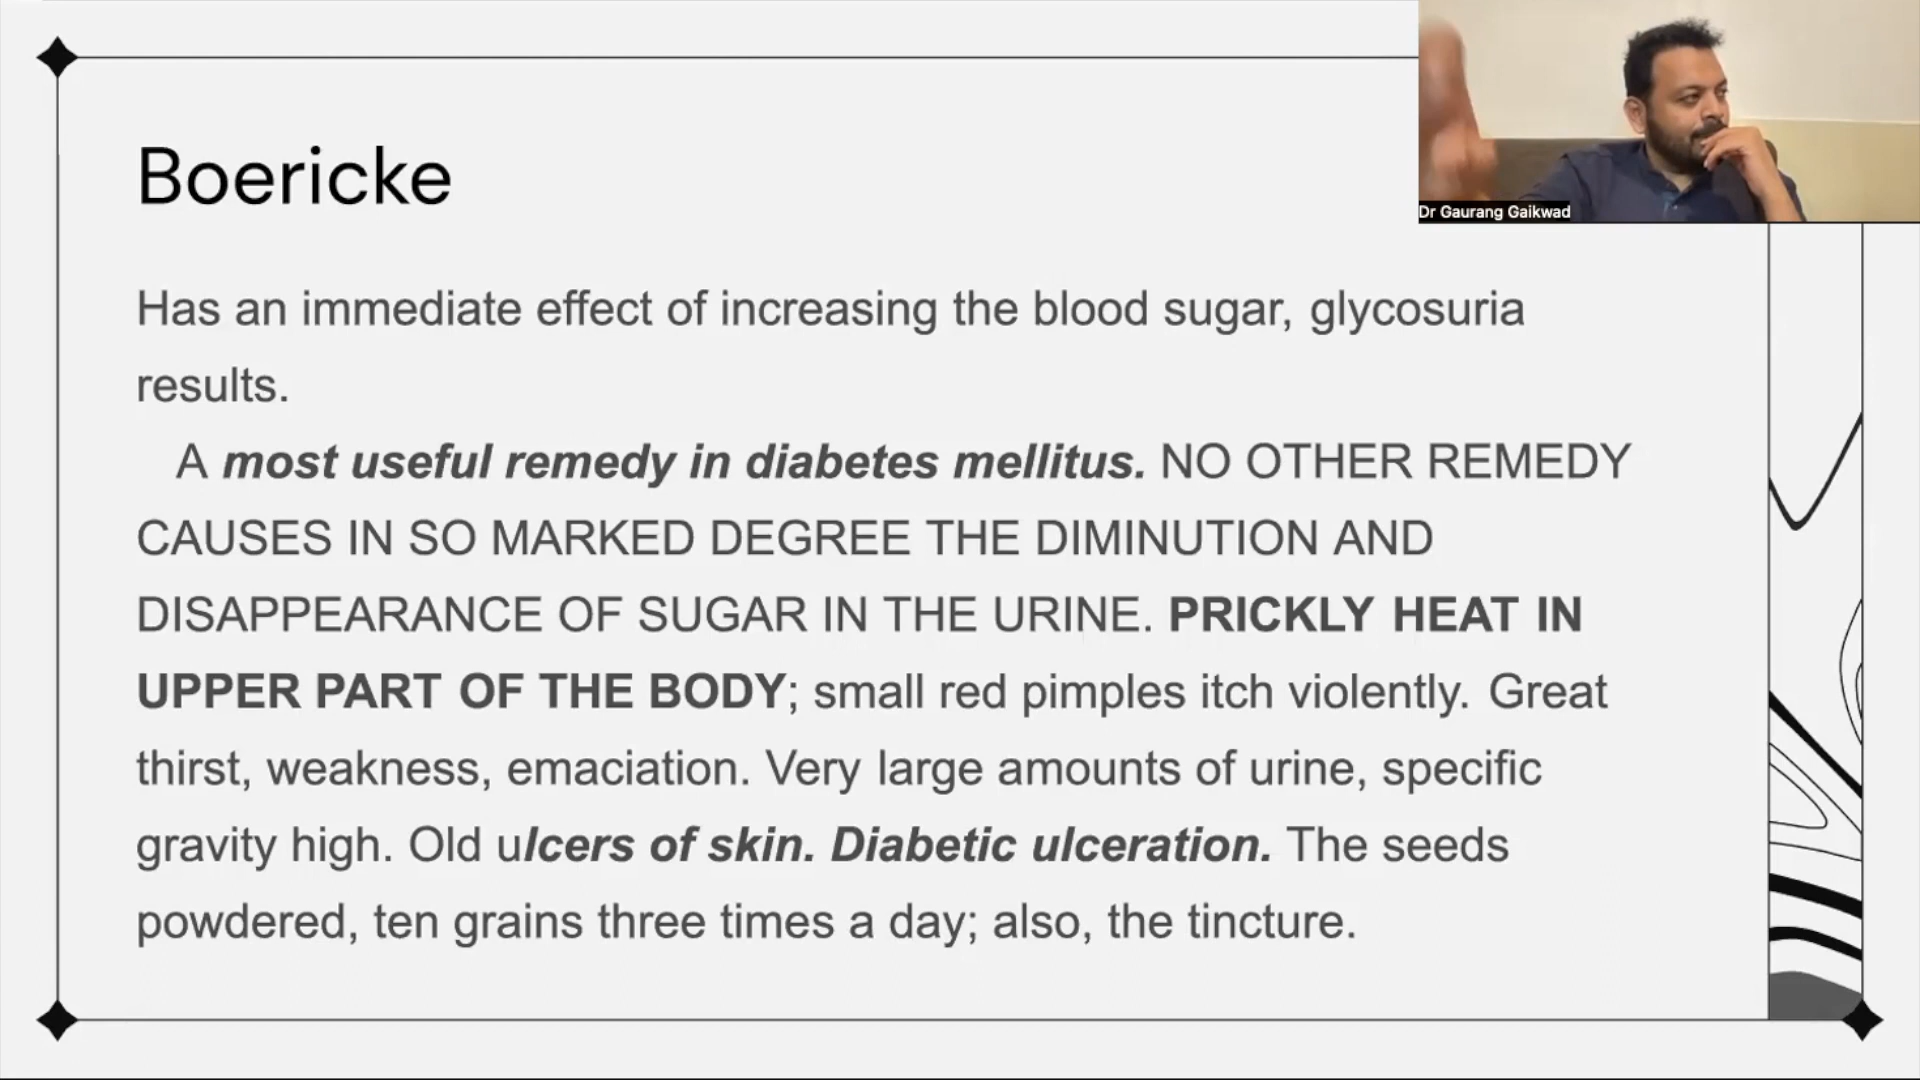 Boericke
Dr Gaurang Gaikwad
Has an immediate effect of increasing the blood sugar, glycosuria
results.
A most useful remedy in diabetes mellitus. NO OTHER REMEDY
CAUSES IN SO MARKED DEGREE THE DIMINUTION AND
DISAPPEARANCE OF SUGAR IN THE URINE. PRICKLY HEAT IN
UPPER PART OF THE BODY; small red pimples itch violently. Great
thirst, weakness, emaciation. Very large amounts of urine, specific
gravity high. Old ulcers of skin. Diabetic ulceration. The seeds
powdered, ten grains three times a day; also, the tincture.